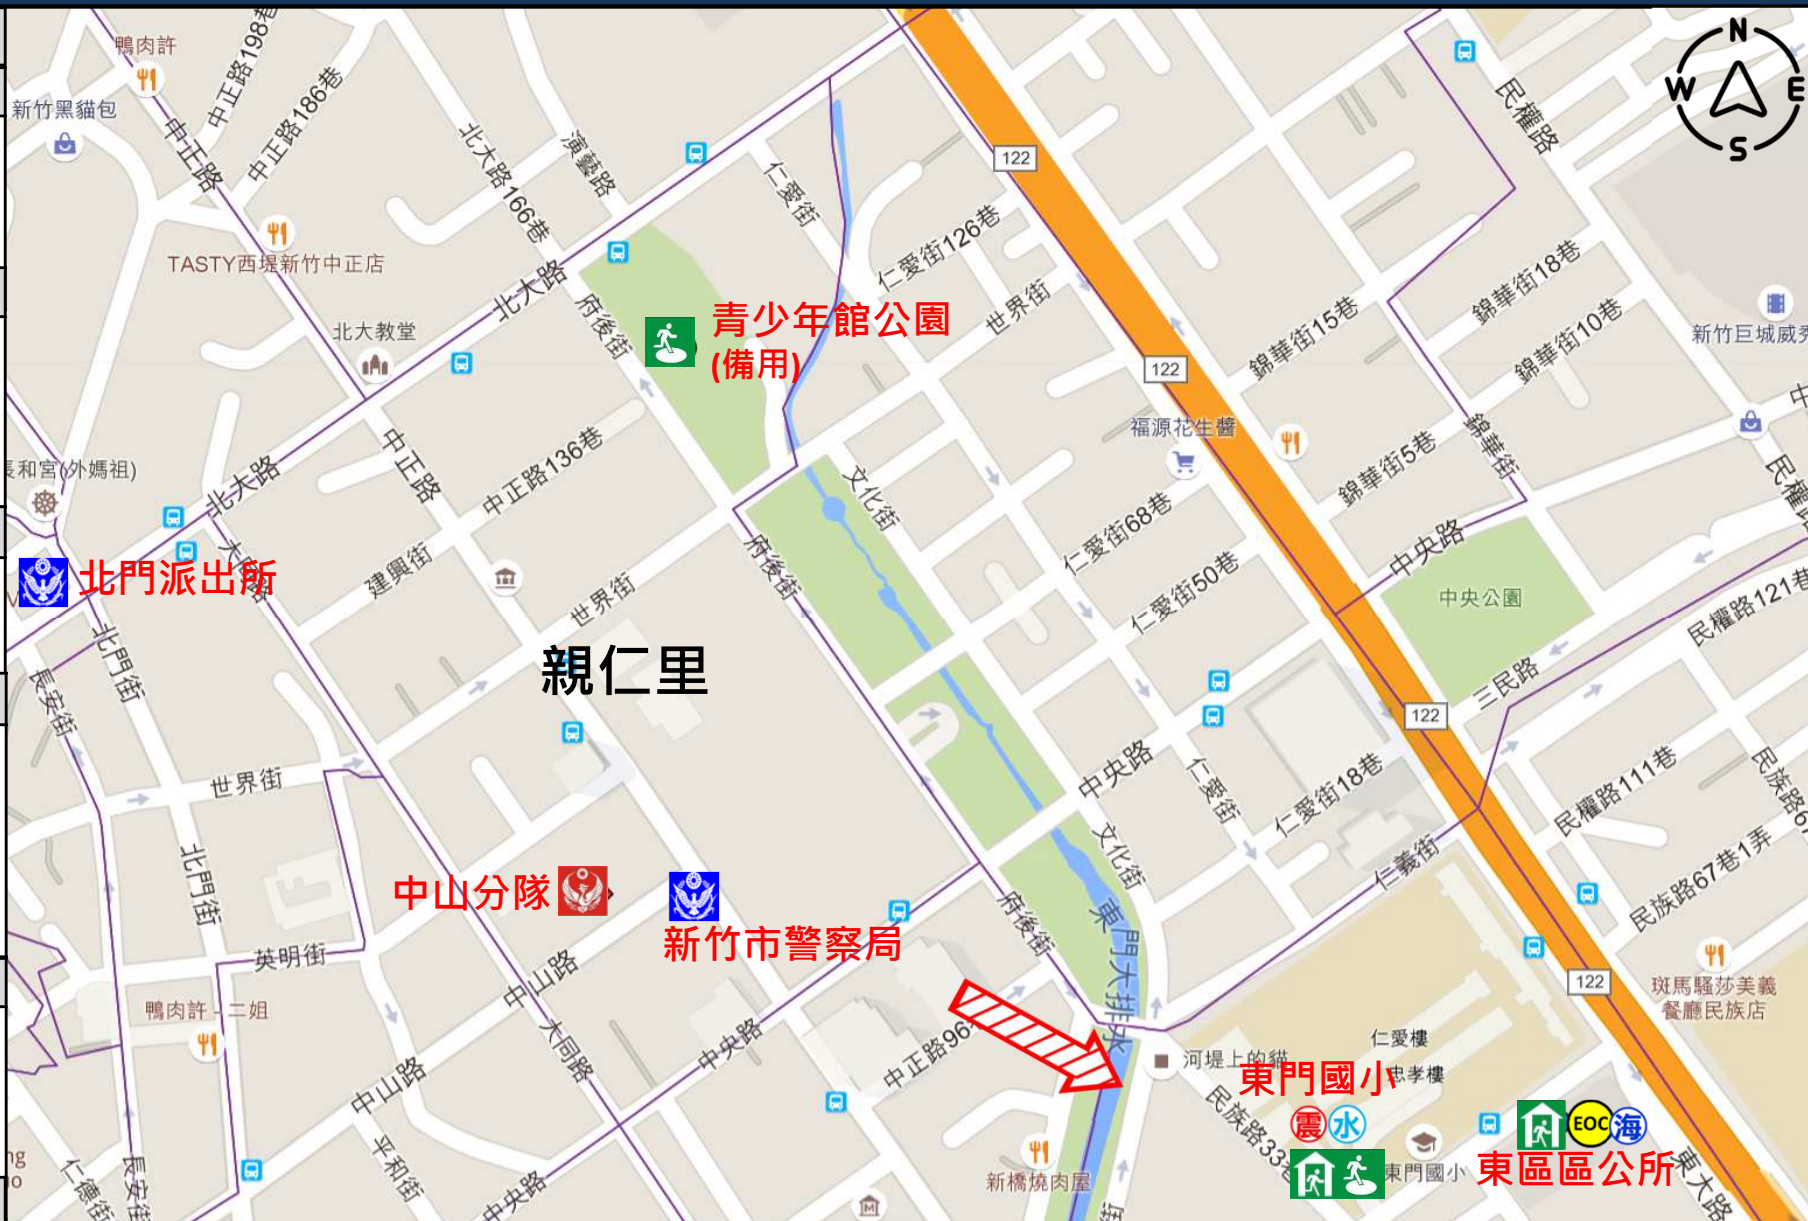 鴨肉許
中正路198巷
N
W
E
S
新竹黑貓包
中正路
中正路186巷
北大路166巷
演藝路
仁愛街
122
民權路
TASTY西堤新竹中正店
北大路
仁愛街126巷
世界街
錦華街18巷
北大教堂
府後街
青少年館公園
(備用)
錦華街15巷
錦華街10巷
新竹巨城威秀
122
福源花生醬
中正路
中正路136巷
北大路
長和宮(外媽祖)
文化街
錦華街5巷
錦華街
民權路
仁愛街68巷
中央路
北門派出所
大同路
建興街
世界街
府後街
仁愛街50巷
中央公園
民權路121巷
北門街
長安街
親仁里
三民路
122
世界街
中央路
仁愛街
仁愛街18巷
民權路111巷
民族路67
北門街
中山分隊
新竹市警察局
文化街
仁義街
民族路67巷1弄
英明街
中山路
府後街
東門大排水
鴨肉許 - 二姐
122
斑馬騷莎美義
餐廳民族店
大同路
中央路
中正路96巷
仁愛樓
忠孝樓
河堤上的貓
東門國小
中山路
民族路33巷
震
水
EOC
海
平和街
新橋燒肉屋
東門國小
東區區公所
東大路
仁德街
長安街
中央路
街